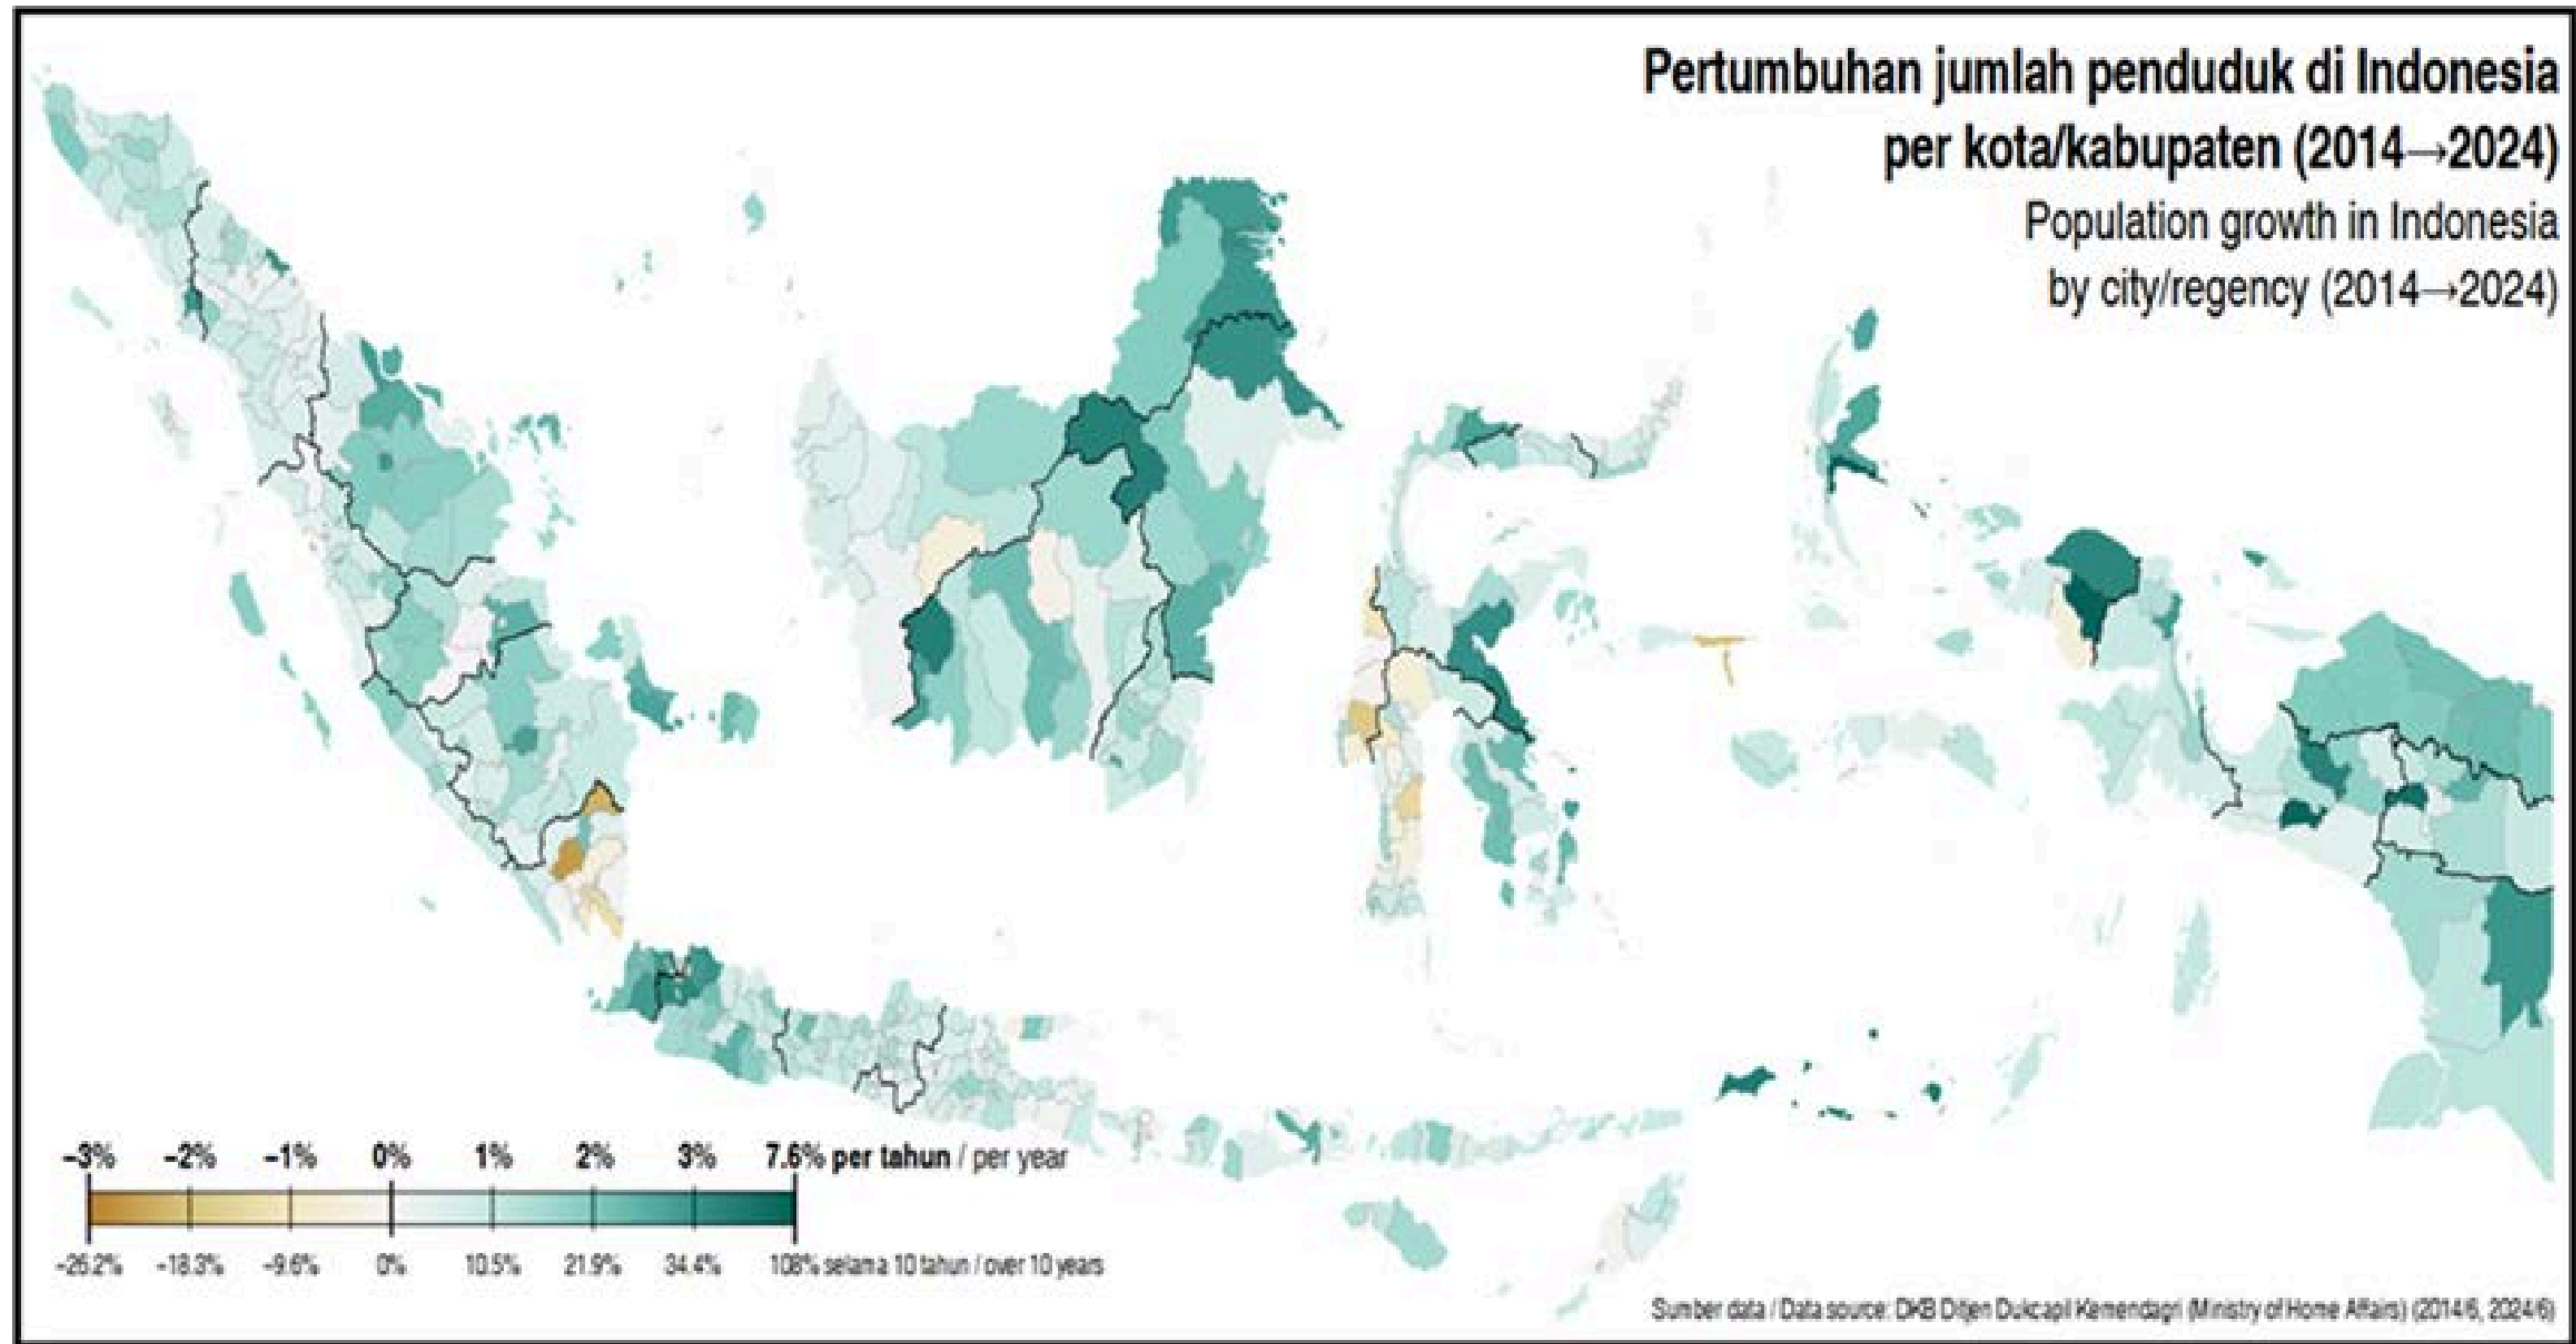 Pertumbuhan jumlah penduduk di Indonesia
per kota/kabupaten (2014→2024)
Population growth in Indonesia
by city/regency (2014→2024)
−3% −2% −1% 0% 1% 2% 3% 7.6% per tahun / per year
−26.2% −18.3% −9.6% 0% 10.5% 21.9% 34.4% 108% selama 10 tahun / over 10 years
Sumber data / Data source: DKB Ditjen Dukcapil Kemendagri (Ministry of Home Affairs) (2014/6, 2024/6)